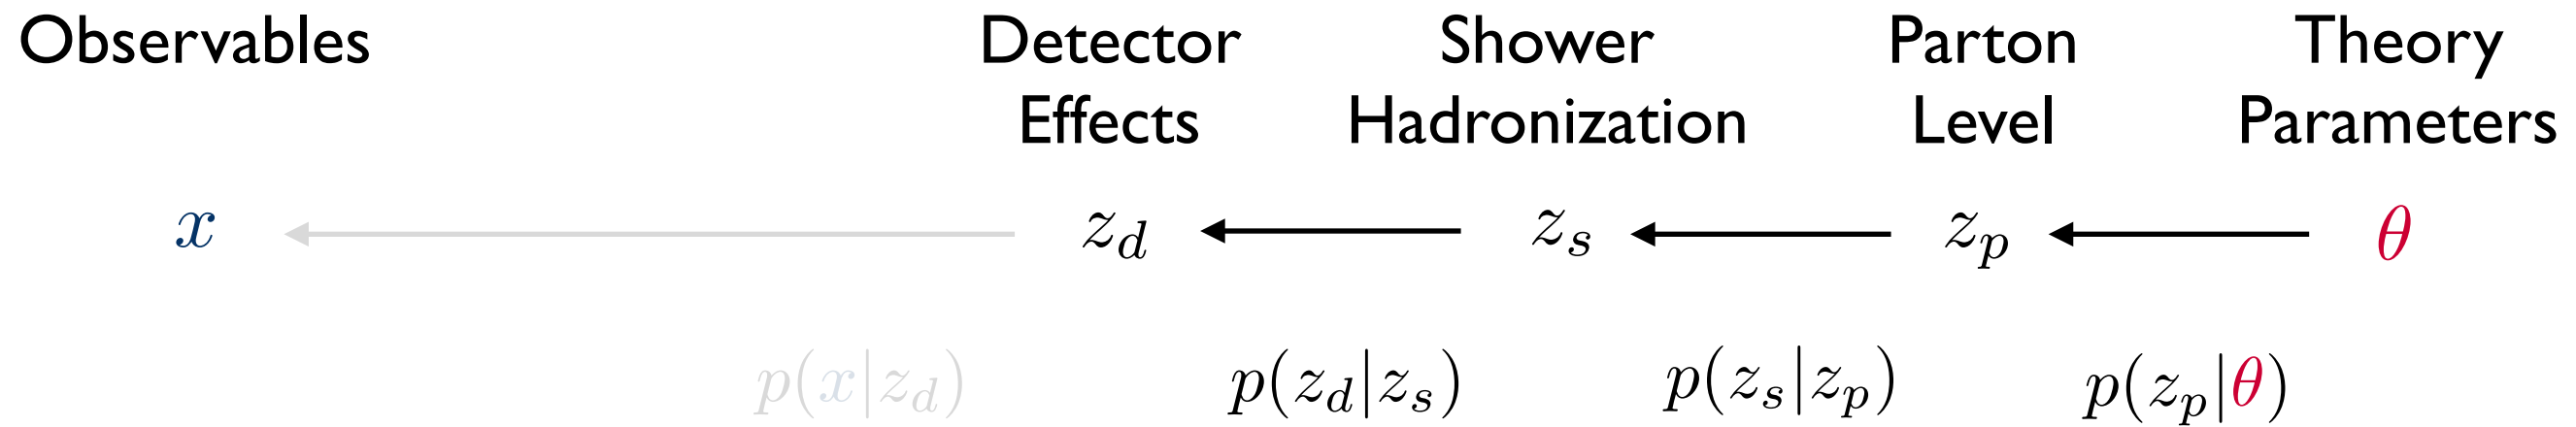 Observables Detector Shower Parton Theory
Effects Hadronization Level Parameters
x z_d z_s z_p θ
p(x|z_d) p(z_d|z_s) p(z_s|z_p) p(z_p|θ)